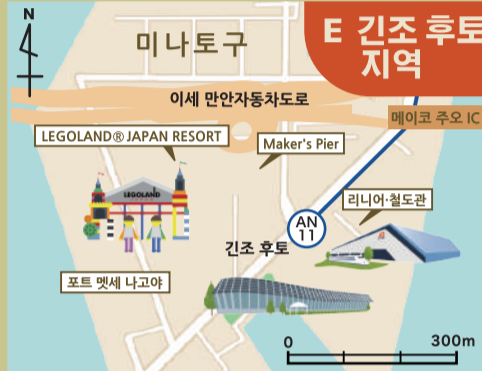 N
미나토구
E 긴조 후토
지역
이세 만안자동차도로
메이코 주오 IC
LEGOLAND® JAPAN RESORT
Maker's Pier
LEGOLAND
리니어·철도관
AN
11
긴조 후토
포트 멧세 나고야
0
300m